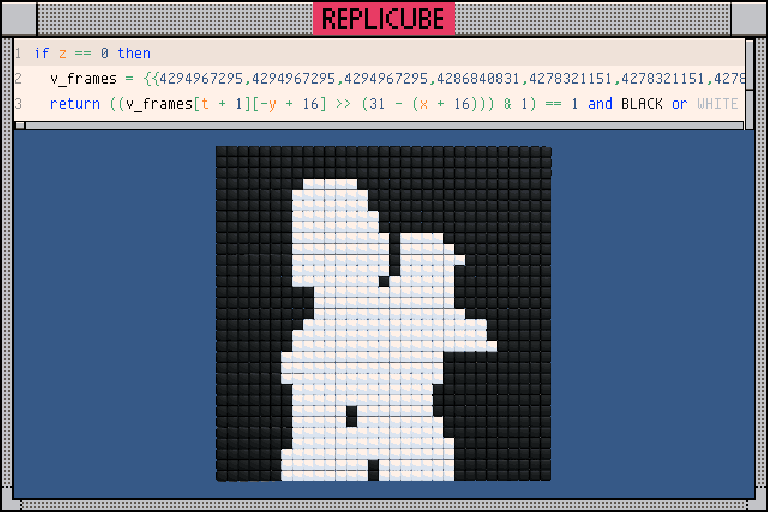 REPLICUBE
1 if z == 0 then
2 v_frames = {{4294967295,4294967295,4294967295,4286840831,4278321151,4278321151,4278
3 return ((v_frames[t + 1][-y + 16] >> (31 - (x + 16))) & 1) == 1 and BLACK or WHITE